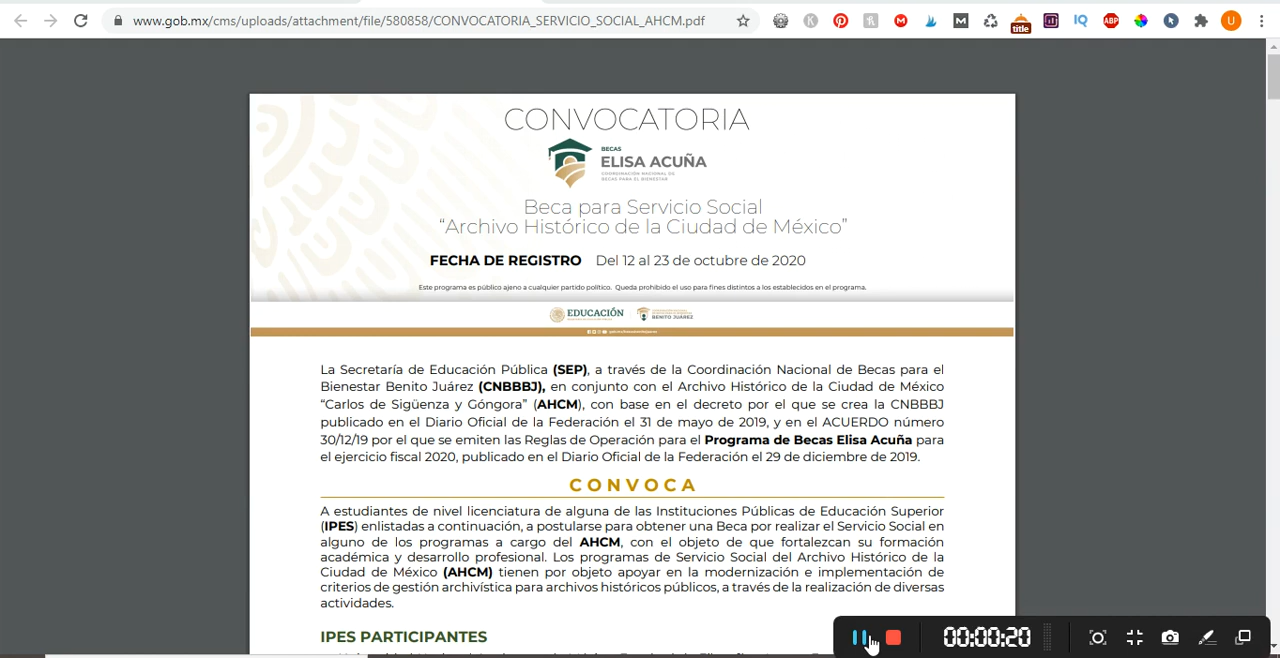 www.gob.mx/cms/uploads/attachment/file/580858/CONVOCATORIA_SERVICIO_SOCIAL_AHCM.pdf
title
IQ
ABP
U
CONVOCATORIA
BECAS
ELISA ACUÑA
COORDINACIÓN NACIONAL DE
BECAS PARA EL BIENESTAR
Beca para Servicio Social
“Archivo Histórico de la Ciudad de México”
FECHA DE REGISTRO Del 12 al 23 de octubre de 2020
Este programa es público ajeno a cualquier partido político. Queda prohibido el uso para fines distintos a los establecidos en el programa.
EDUCACIÓN
BENITO JUÁREZ
La Secretaría de Educación Pública (SEP), a través de la Coordinación Nacional de Becas para el
Bienestar Benito Juárez (CNBBBJ), en conjunto con el Archivo Histórico de la Ciudad de México
“Carlos de Sigüenza y Góngora” (AHCM), con base en el decreto por el que se crea la CNBBBJ
publicado en el Diario Oficial de la Federación el 31 de mayo de 2019, y en el ACUERDO número
30/12/19 por el que se emiten las Reglas de Operación para el Programa de Becas Elisa Acuña para
el ejercicio fiscal 2020, publicado en el Diario Oficial de la Federación el 29 de diciembre de 2019.
CONVOCA
A estudiantes de nivel licenciatura de alguna de las Instituciones Públicas de Educación Superior
(IPES) enlistadas a continuación, a postularse para obtener una Beca por realizar el Servicio Social en
alguno de los programas a cargo del AHCM, con el objeto de que fortalezcan su formación
académica y desarrollo profesional. Los programas de Servicio Social del Archivo Histórico de la
Ciudad de México (AHCM) tienen por objeto apoyar en la modernización e implementación de
criterios de gestión archivística para archivos históricos públicos, a través de la realización de diversas
actividades.
IPES PARTICIPANTES
00:00:20